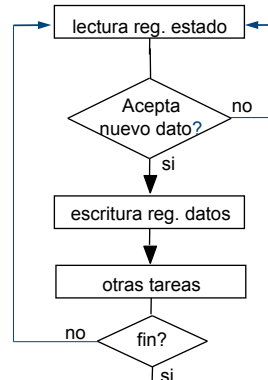 lectura reg. estado
Acepta
nuevo dato?
no
si
escritura reg. datos
otras tareas
no
fin?
si